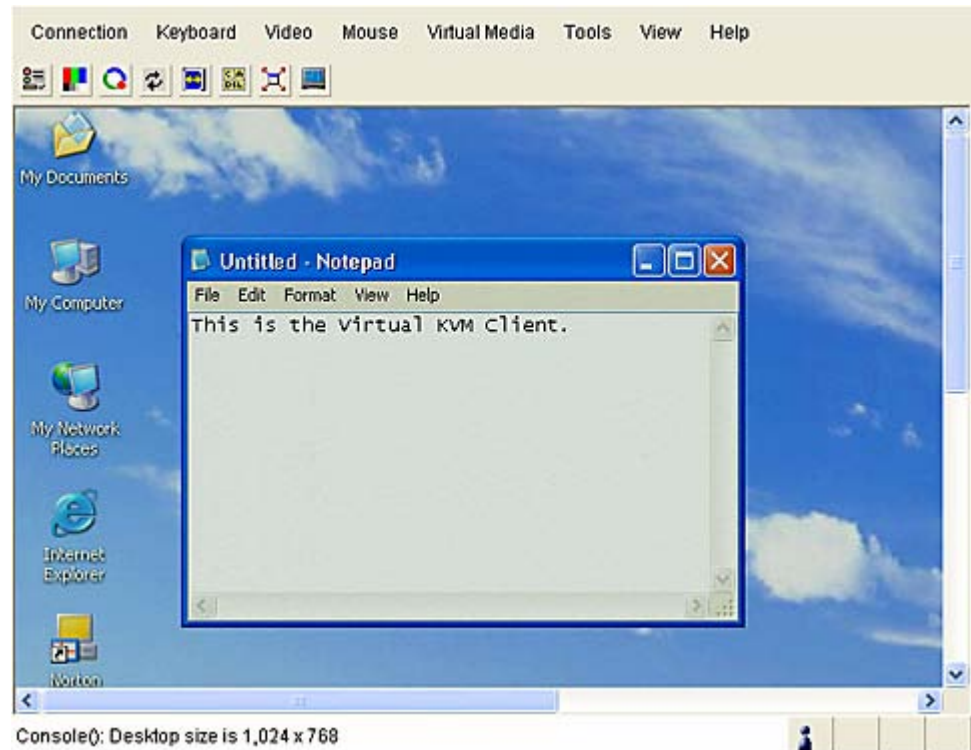 Connection Keyboard Video Mouse Virtual Media Tools View Help
My Documents
My Computer
My Network
Places
Internet
Explorer
Norton
Untitled - Notepad
File Edit Format View Help
This is the Virtual KVM Client.
Console(): Desktop size is 1,024 x 768